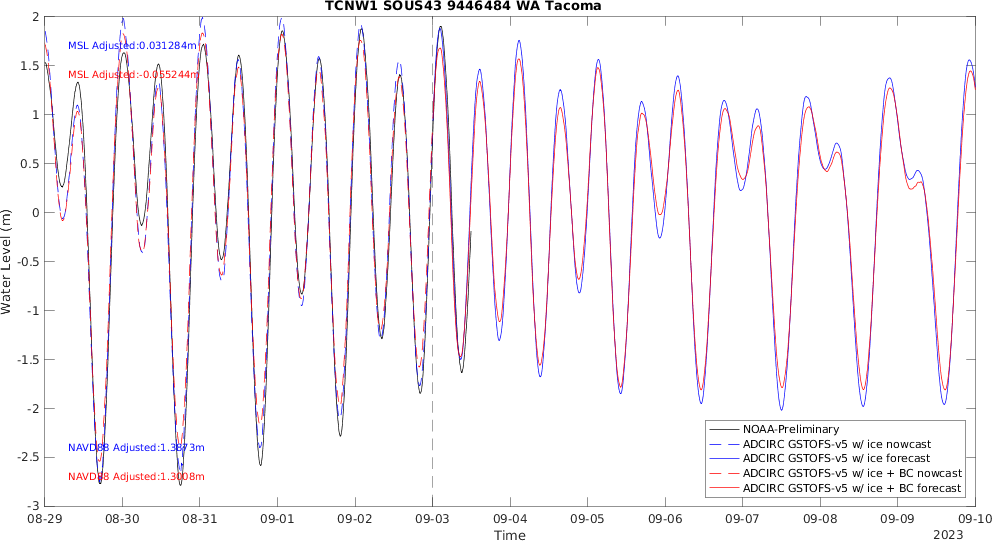 TCNW1 SOUS43 9446484 WA Tacoma
2
1.5
1
0.5
0
-0.5
-1
-1.5
-2
-2.5
-3
Water Level (m)
MSL Adjusted:0.031284m
MSL Adjusted:-0.055244m
NAVD88 Adjusted:1.3873m
NAVD88 Adjusted:1.3008m
NOAA-Preliminary
ADCIRC GSTOFS-v5 w/ ice nowcast
ADCIRC GSTOFS-v5 w/ ice forecast
ADCIRC GSTOFS-v5 w/ ice + BC nowcast
ADCIRC GSTOFS-v5 w/ ice + BC forecast
08-29 08-30 08-31 09-01 09-02 09-03 09-04 09-05 09-06 09-07 09-08 09-09 09-10
Time
2023